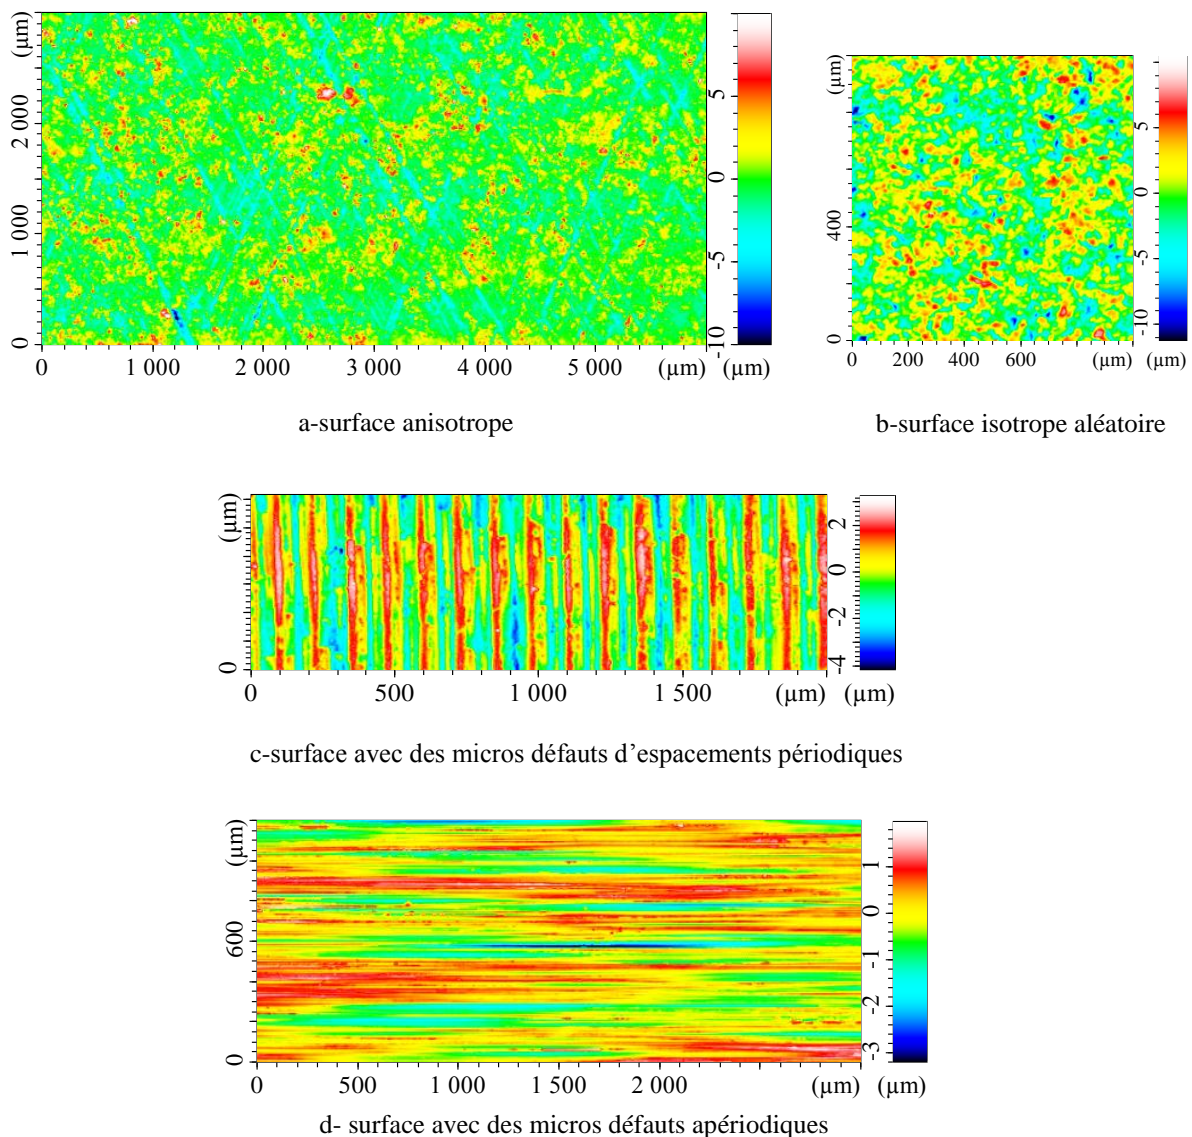 (µm)
2 000
1 000
0
0 1 000 2 000 3 000 4 000 5 000 (µm) (µm)
5
0
-5
-10
a-surface anisotrope
(µm)
400
0
0 200 400 600 (µm) (µm)
5
0
-5
-10
b-surface isotrope aléatoire
(µm)
0
0 500 1 000 1 500 (µm) (µm)
2
0
-2
-4
c-surface avec des micros défauts d’espacements périodiques
(µm)
600
0
0 500 1 000 1 500 2 000 (µm) (µm)
1
0
-1
-2
-3
d- surface avec des micros défauts apériodiques